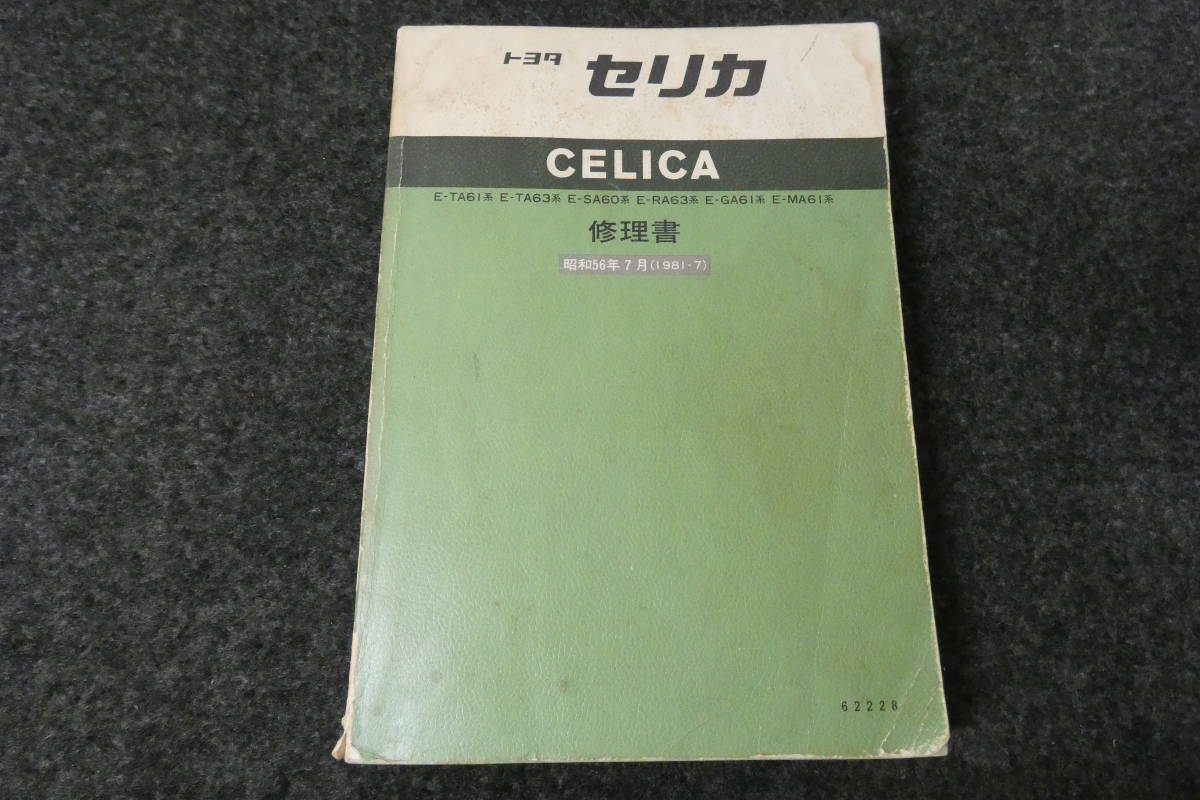 トヨタ セリカ
CELICA
E-TA61系 E-TA63系 E-SA60系 E-RA63系 E-GA61系 E-MA61系
修理書
昭和56年7月(1981-7)
62228